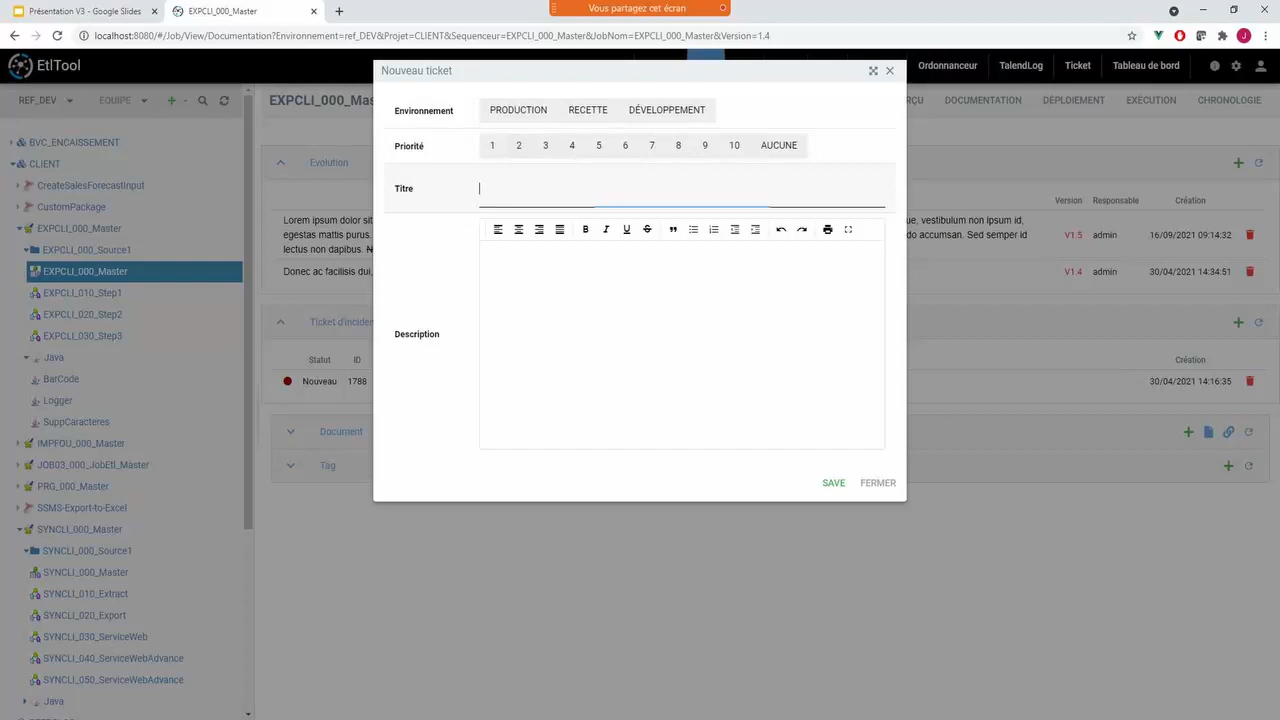 Présentation V3 - Google Slides
EXPCLI_000_Master
Vous partagez cet écran
localhost:8080/#/Job/View/Documentation?Environement=ref_DEV&Projet=CLIENT&Sequenceur=EXPCLI_000_Master&JobNom=EXPCLI_000_Master&Version=1.4
J
EtlTool
Ordonnanceur
TalendLog
Ticket
Tableau de bord
REF_DEV
EQUIPE
EXPCLI_000_Mas
RÇU
DOCUMENTATION
DÉPLOIEMENT
EXÉCUTION
CHRONOLOGIE
BVC_ENCAISSEMENT
CLIENT
CreateSalesForecastInput
CustomPackage
EXPCLI_000_Master
EXPCLI_000_Source1
EXPCLI_000_Master
EXPCLI_010_Step1
EXPCLI_020_Step2
EXPCLI_030_Step3
Java
BarCode
Logger
SuppCaracteres
IMPFOU_000_Master
JOB03_000_JobEtl_Master
PRG_000_Master
SSMS-Export-to-Excel
SYNCLI_000_Master
SYNCLI_000_Source1
SYNCLI_000_Master
SYNCLI_010_Extract
SYNCLI_020_Export
SYNCLI_030_ServiceWeb
SYNCLI_040_ServiceWebAdvance
SYNCLI_050_ServiceWebAdvance
Java
Evolution
Version Responsable Création
Lorem ipsum dolor sit
egestas mattis purus.
lectus non dapibus.
que, vestibulum non ipsum id,
do accumsan. Sed semper id
V1.5 admin 16/09/2021 09:14:32
Donec ac facilisis dui,
V1.4 admin 30/04/2021 14:34:51
Ticket d'inciden
Statut ID Création
Nouveau 1788 30/04/2021 14:16:35
Document
Tag
Nouveau ticket
Environnement
PRODUCTION RECETTE DÉVELOPPEMENT
Priorité
1 2 3 4 5 6 7 8 9 10 AUCUNE
Titre
B I U S
Description
SAVE FERMER